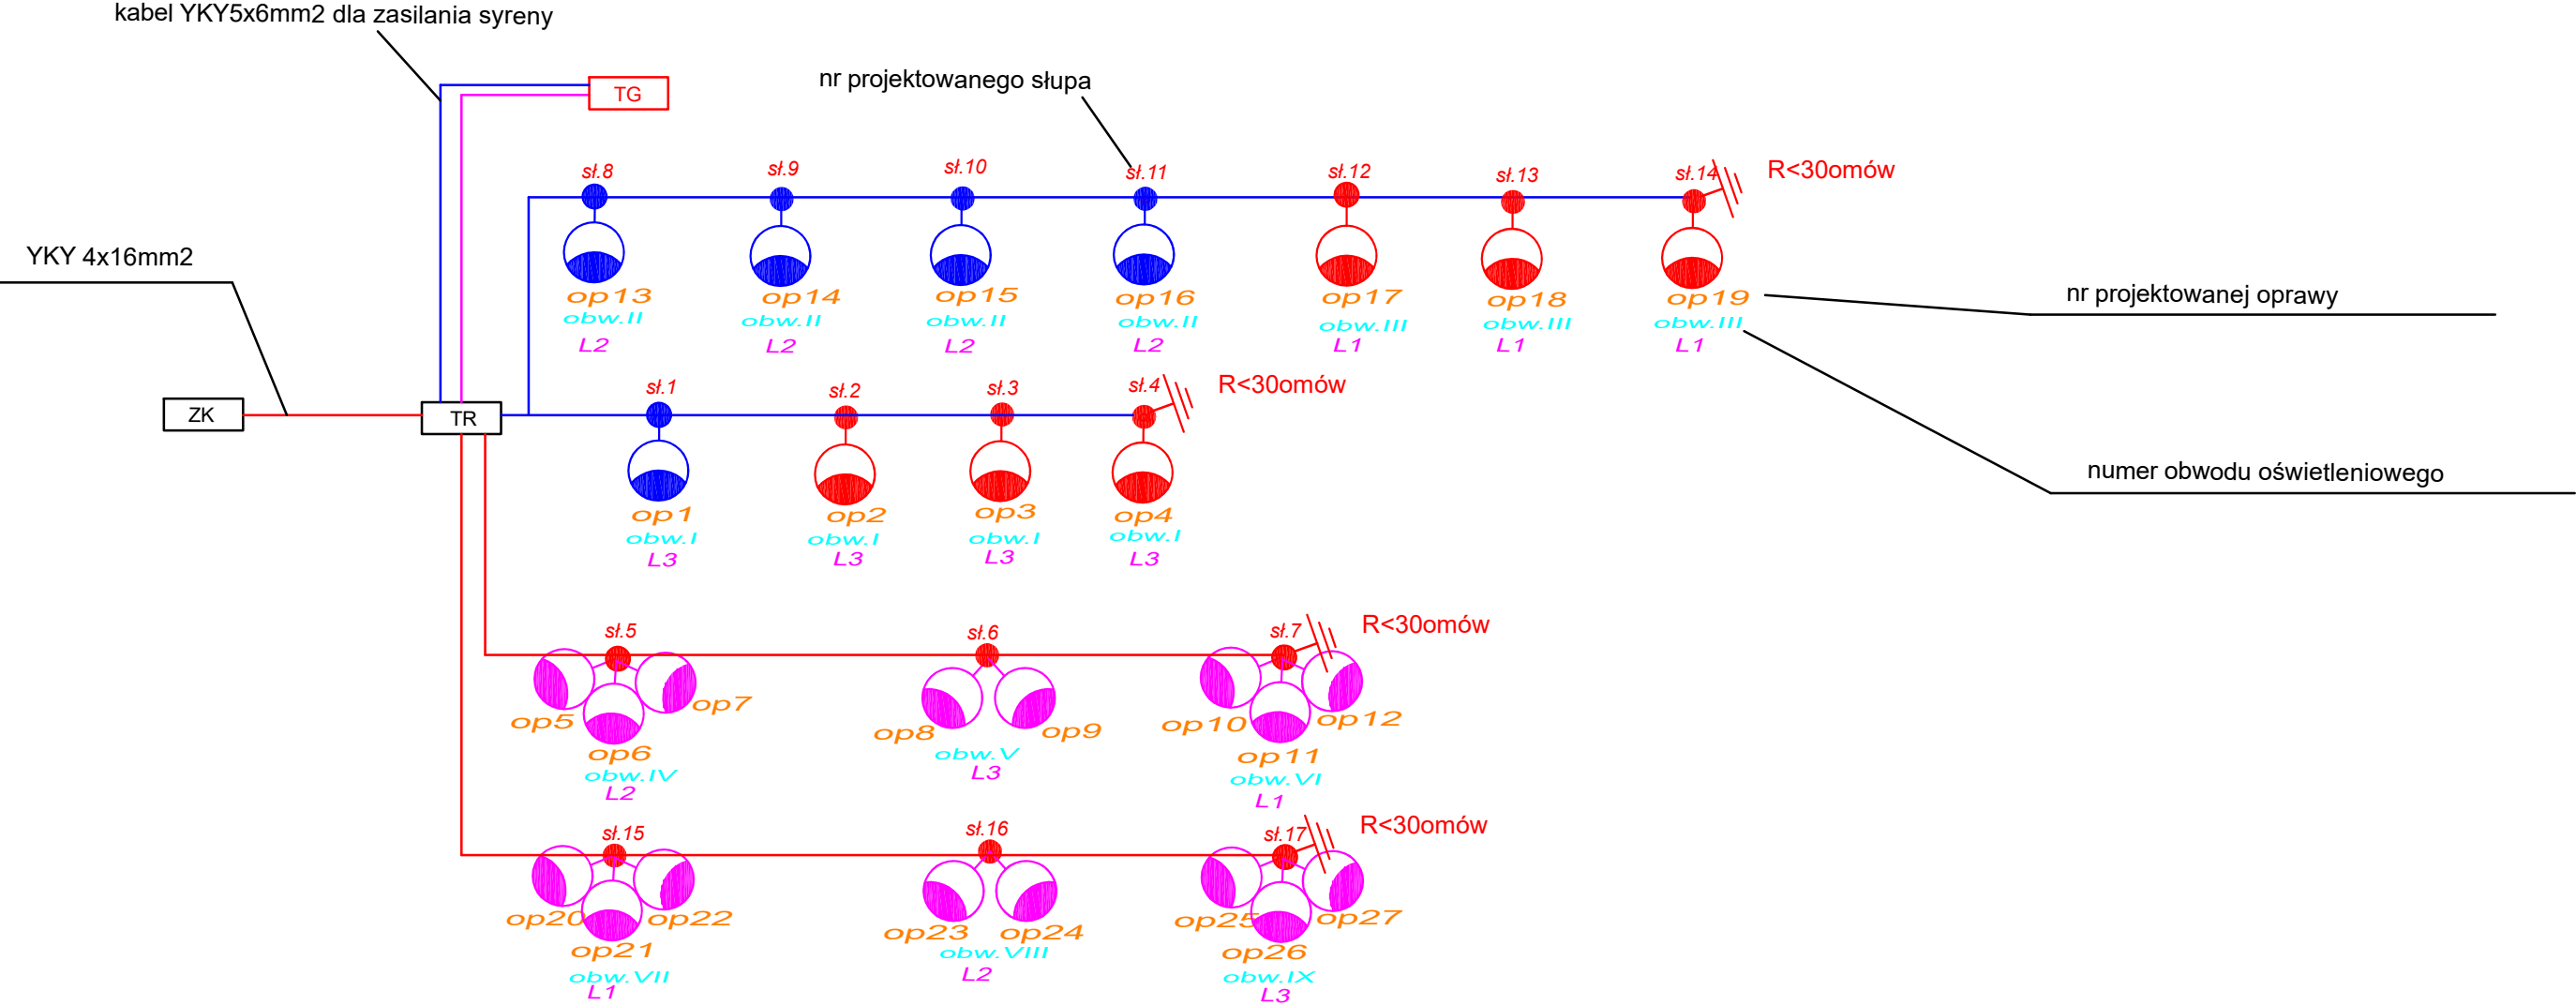 kabel YKY5x6mm2 dla zasilania syreny
TG
nr projektowanego słupa
sł.8
sł.9
sł.10
sł.11
sł.12
sł.13
sł.14
R<30omów
YKY 4x16mm2
op13
op14
op15
op16
op17
op18
op19
nr projektowanej oprawy
obw.II
obw.II
obw.II
obw.II
obw.III
obw.III
obw.III
L2
L2
L2
L2
L1
L1
L1
sł.1
sł.2
sł.3
sł.4
R<30omów
ZK
TR
numer obwodu oświetleniowego
op1
op2
op3
op4
obw.I
obw.I
obw.I
obw.I
L3
L3
L3
L3
sł.5
sł.6
sł.7
R<30omów
op5
op7
op8
op9
op10
op12
op6
op11
obw.IV
obw.V
obw.VI
L2
L3
L1
sł.15
sł.16
sł.17
R<30omów
op20
op22
op23
op24
op25
op27
op21
op26
obw.VII
obw.VIII
obw.IX
L1
L2
L3